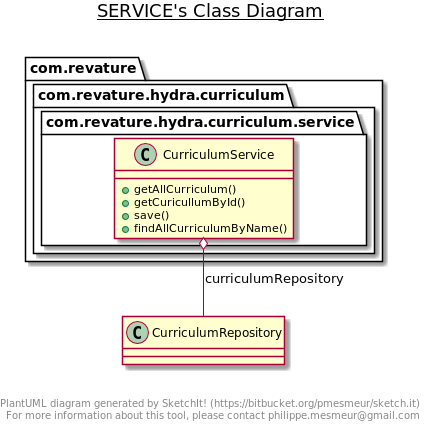 SERVICE's Class Diagram
com.revature
com.revature.hydra.curriculum
com.revature.hydra.curriculum.service
C CurriculumService
getAllCurriculum()
getCuricullumById()
save()
findAllCurriculumByName()
curriculumRepository
C CurriculumRepository
PlantUML diagram generated by SketchIt! (https://bitbucket.org/pmesmeur/sketch.it)
For more information about this tool, please contact philippe.mesmeur@gmail.com